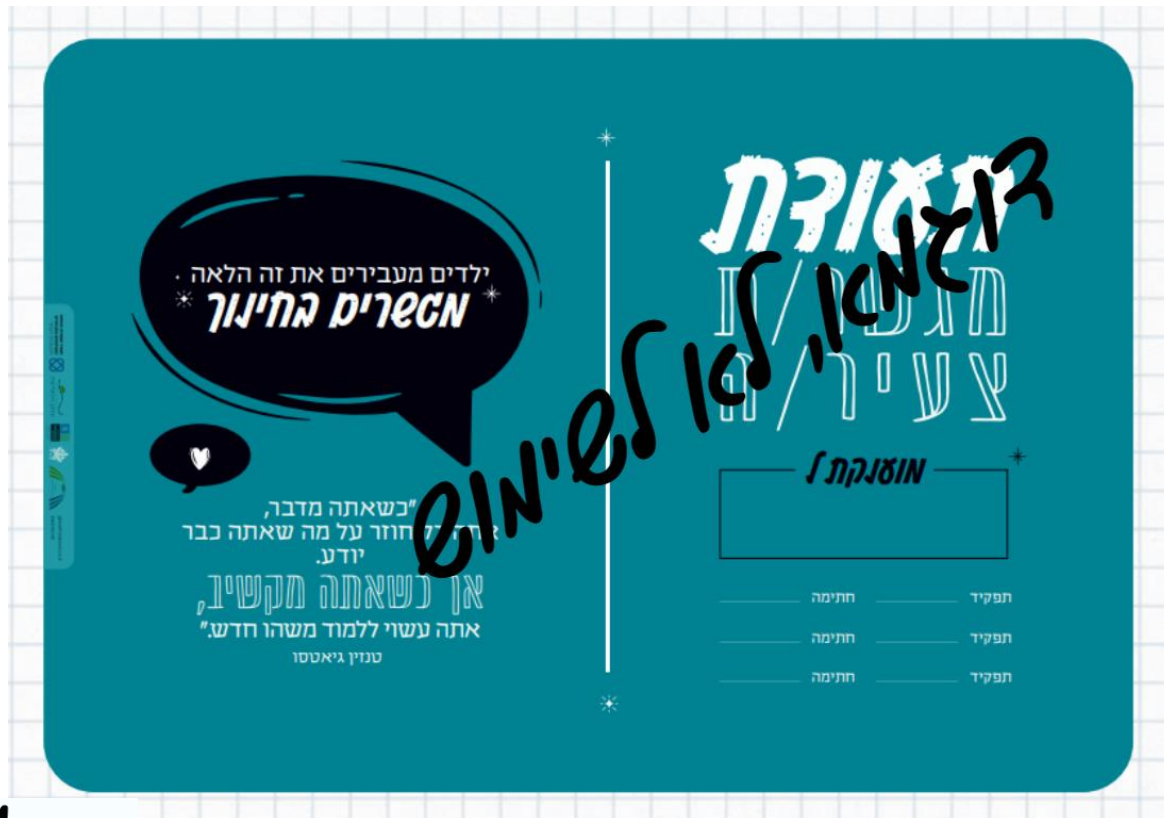 תעודת
מגשר/ת
צעיר/ה
מוענקת ל
תפקיד חתימה
תפקיד חתימה
תפקיד חתימה
דוגמא, לא לשימוש
ילדים מעבירים את זה הלאה
מגשרים בחינוך
"כשאתה מדבר,
חוזר על מה שאתה כבר
יודע.
אך כשאתה מקשיב,
אתה עשוי ללמוד משהו חדש."
טנזין גיאטסו